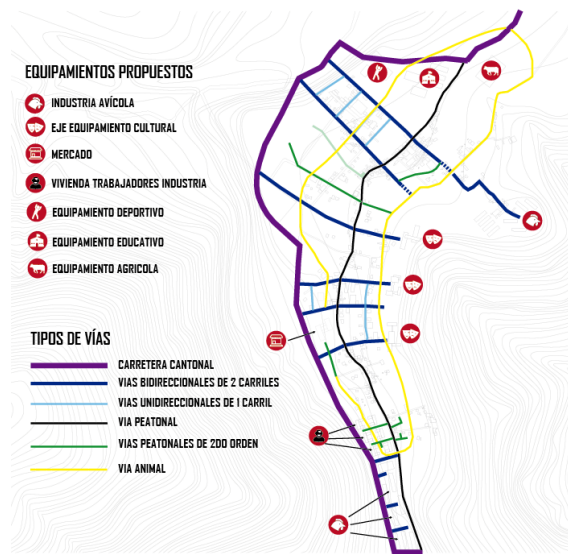 EQUIPAMIENTOS PROPUESTOS
INDUSTRIA AVÍCOLA
EJE EQUIPAMIENTO CULTURAL
MERCADO
VIVIENDA TRABAJADORES INDUSTRIA
EQUIPAMIENTO DEPORTIVO
EQUIPAMIENTO EDUCATIVO
EQUIPAMIENTO AGRICOLA
TIPOS DE VÍAS
CARRETERA CANTONAL
VIAS BIDIRECCIONALES DE 2 CARRILES
VIAS UNIDIRECCIONALES DE 1 CARRIL
VIA PEATONAL
VIAS PEATONALES DE 2DO ORDEN
VIA ANIMAL